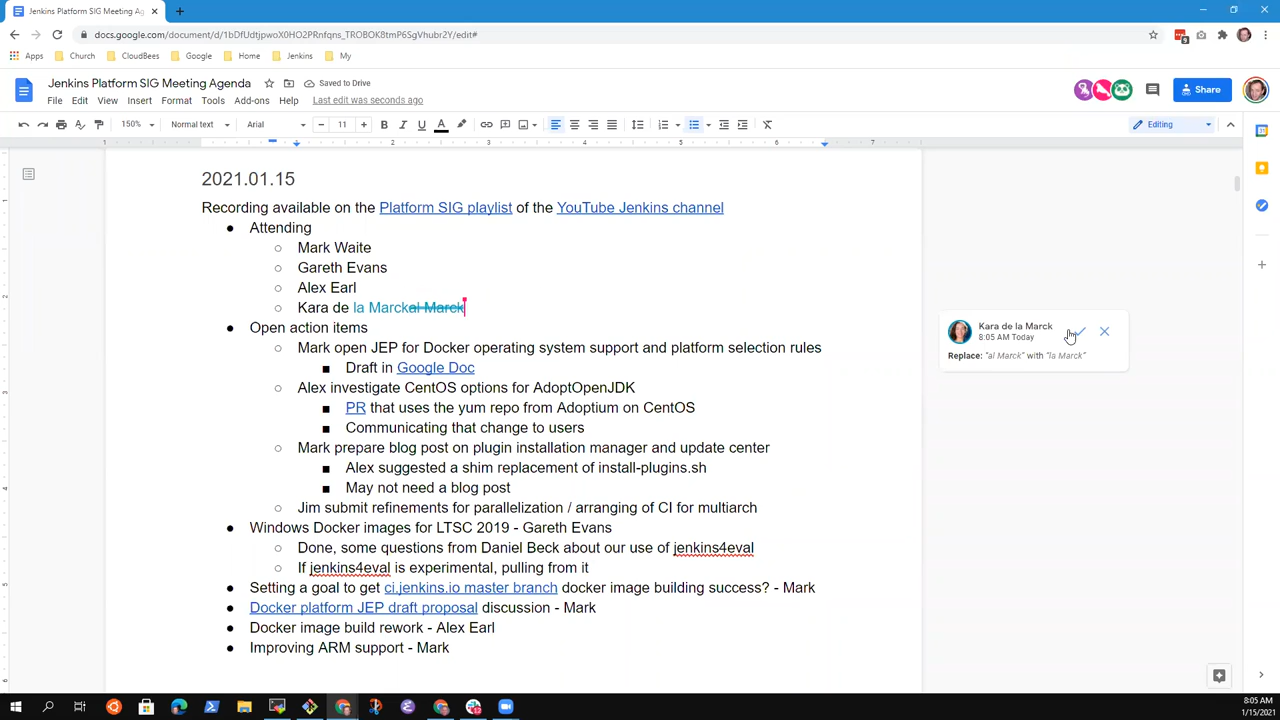 Jenkins Platform SIG Meeting Ag
docs.google.com/document/d/1bDfUdtjpwoX0HO2PRnfqns_TROBOK8tmP6SgVhubr2Y/edit#
Apps Church CloudBees Google Home Jenkins My
Jenkins Platform SIG Meeting Agenda
Saved to Drive
File Edit View Insert Format Tools Add-ons Help Last edit was seconds ago
Share
150% Normal text Arial 11
Editing
1 2 3 4 5 6 7
2021.01.15
Recording available on the Platform SIG playlist of the YouTube Jenkins channel
● Attending
○ Mark Waite
○ Gareth Evans
○ Alex Earl
○ Kara de la Marckal Marck
Kara de la Marck
8:05 AM Today
Replace: "al Marck" with "la Marck"
● Open action items
○ Mark open JEP for Docker operating system support and platform selection rules
■ Draft in Google Doc
○ Alex investigate CentOS options for AdoptOpenJDK
■ PR that uses the yum repo from Adoptium on CentOS
■ Communicating that change to users
○ Mark prepare blog post on plugin installation manager and update center
■ Alex suggested a shim replacement of install-plugins.sh
■ May not need a blog post
○ Jim submit refinements for parallelization / arranging of CI for multiarch
● Windows Docker images for LTSC 2019 - Gareth Evans
○ Done, some questions from Daniel Beck about our use of jenkins4eval
○ If jenkins4eval is experimental, pulling from it
● Setting a goal to get ci.jenkins.io master branch docker image building success? - Mark
● Docker platform JEP draft proposal discussion - Mark
● Docker image build rework - Alex Earl
● Improving ARM support - Mark
8:05 AM
1/15/2021